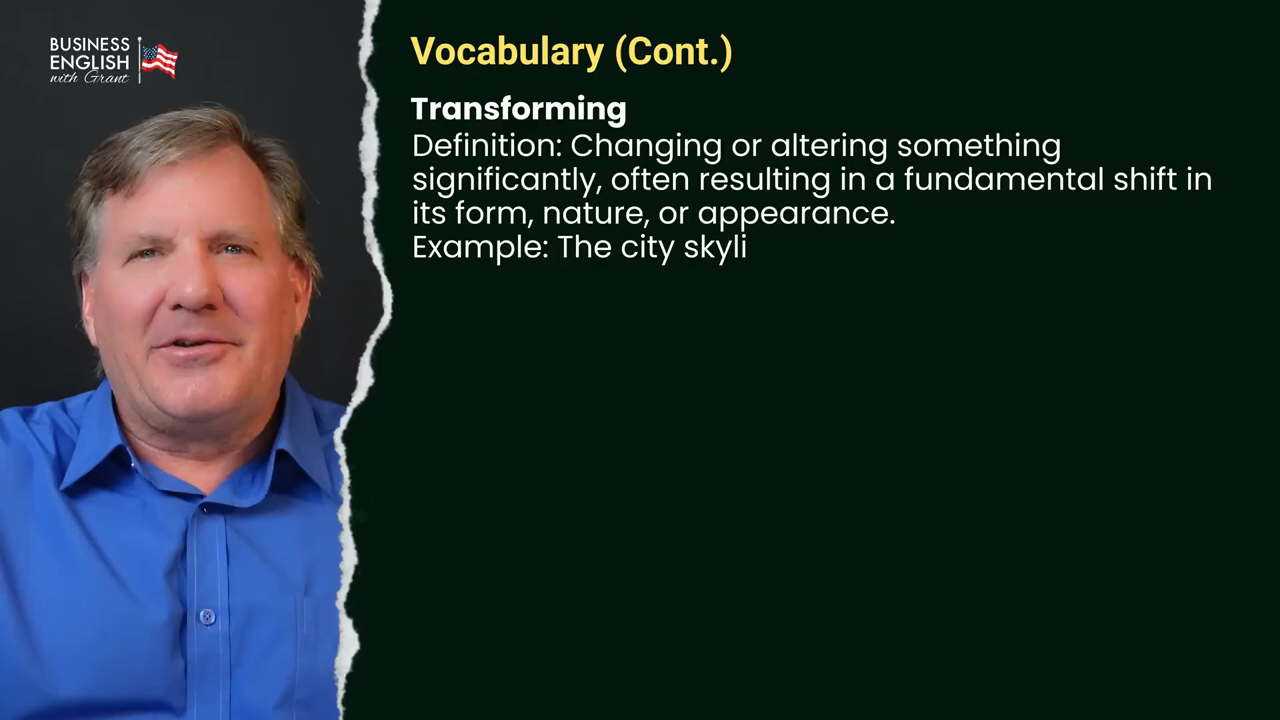 BUSINESS
ENGLISH
with Grant
Vocabulary (Cont.)
Transforming
Definition: Changing or altering something
significantly, often resulting in a fundamental shift in
its form, nature, or appearance.
Example: The city skyli